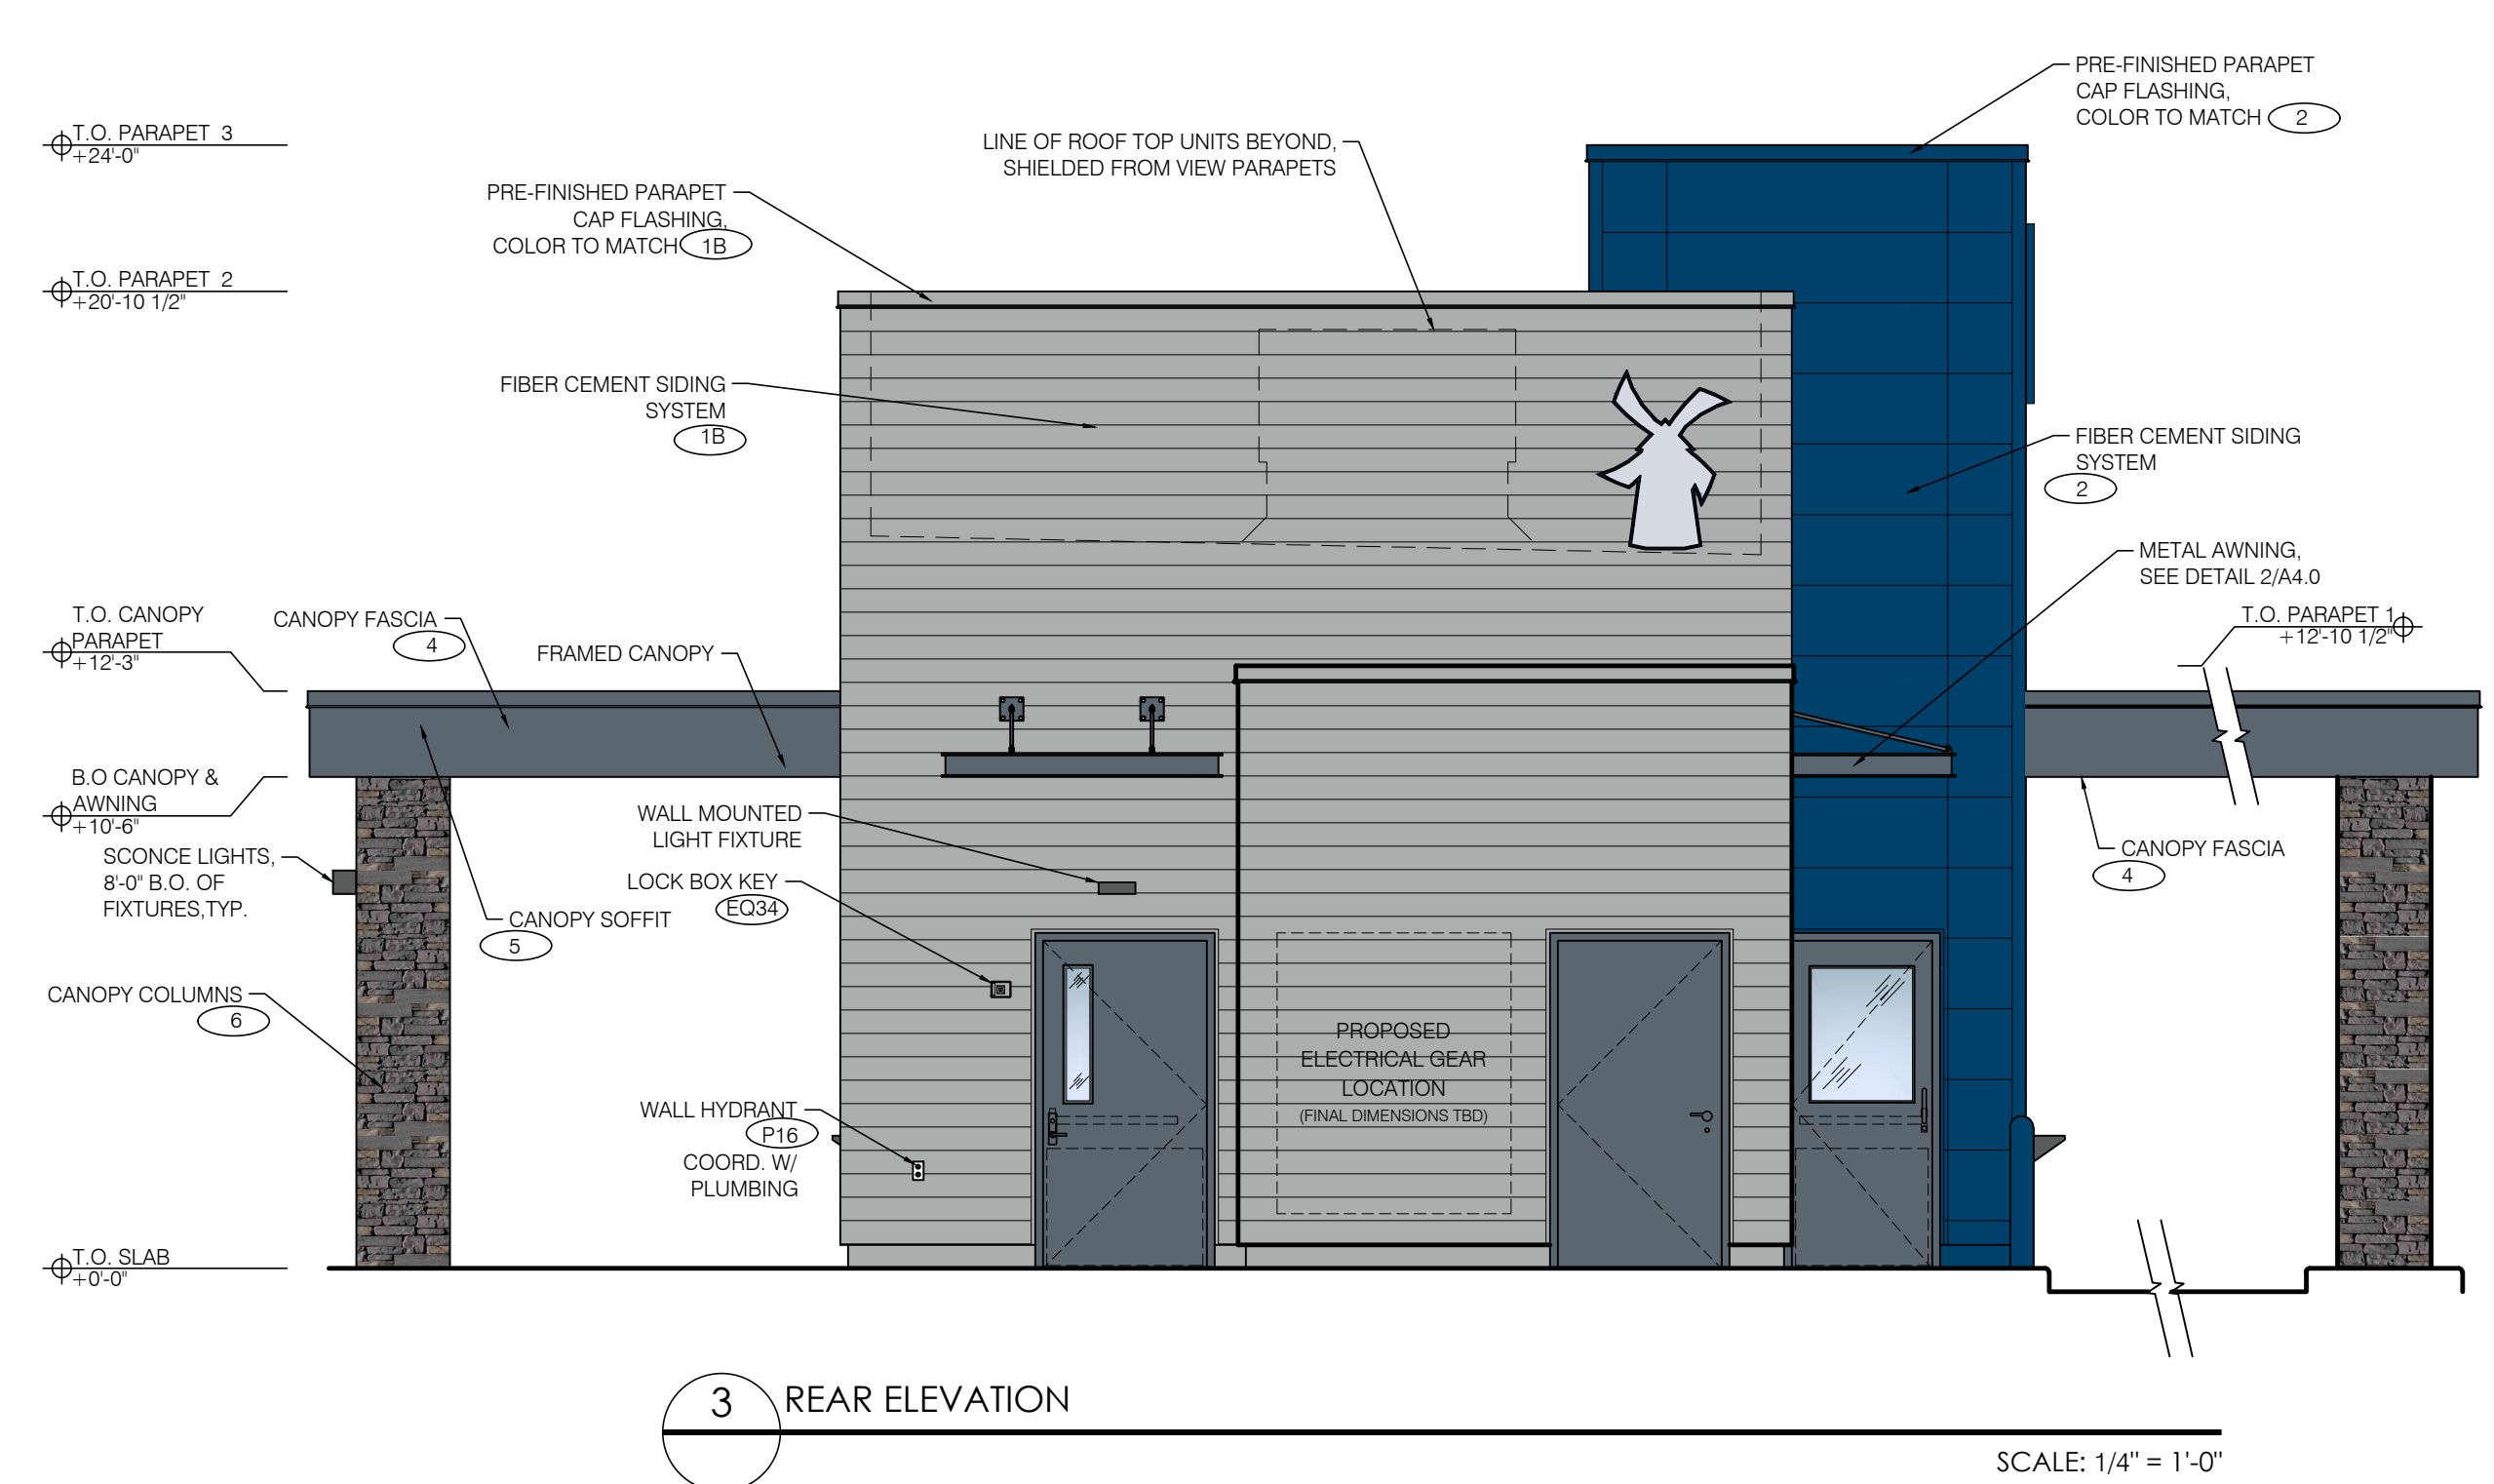 PRE-FINISHED PARAPET
CAP FLASHING,
COLOR TO MATCH 2
T.O. PARAPET 3
+24'-0"
LINE OF ROOF TOP UNITS BEYOND,
SHIELDED FROM VIEW PARAPETS
PRE-FINISHED PARAPET
CAP FLASHING,
COLOR TO MATCH 1B
T.O. PARAPET 2
+20'-10 1/2"
FIBER CEMENT SIDING
SYSTEM
1B
FIBER CEMENT SIDING
SYSTEM
2
METAL AWNING,
SEE DETAIL 2/A4.0
T.O. PARAPET 1
+12'-10 1/2"
T.O. CANOPY
PARAPET
+12'-3"
CANOPY FASCIA
4
FRAMED CANOPY
B.O CANOPY &
AWNING
+10'-6"
WALL MOUNTED
LIGHT FIXTURE
SCONCE LIGHTS,
8'-0" B.O. OF
FIXTURES,TYP.
LOCK BOX KEY
EQ34
CANOPY FASCIA
4
CANOPY SOFFIT
5
CANOPY COLUMNS
6
PROPOSED
ELECTRICAL GEAR
LOCATION
(FINAL DIMENSIONS TBD)
WALL HYDRANT
P16
COORD. W/
PLUMBING
T.O. SLAB
+0'-0"
3 REAR ELEVATION
SCALE: 1/4" = 1'-0"